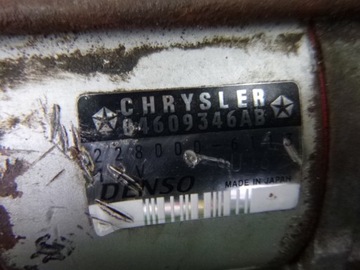 CHRYSLER
04609346AB
228000-
DENSO
MADE IN JAPAN